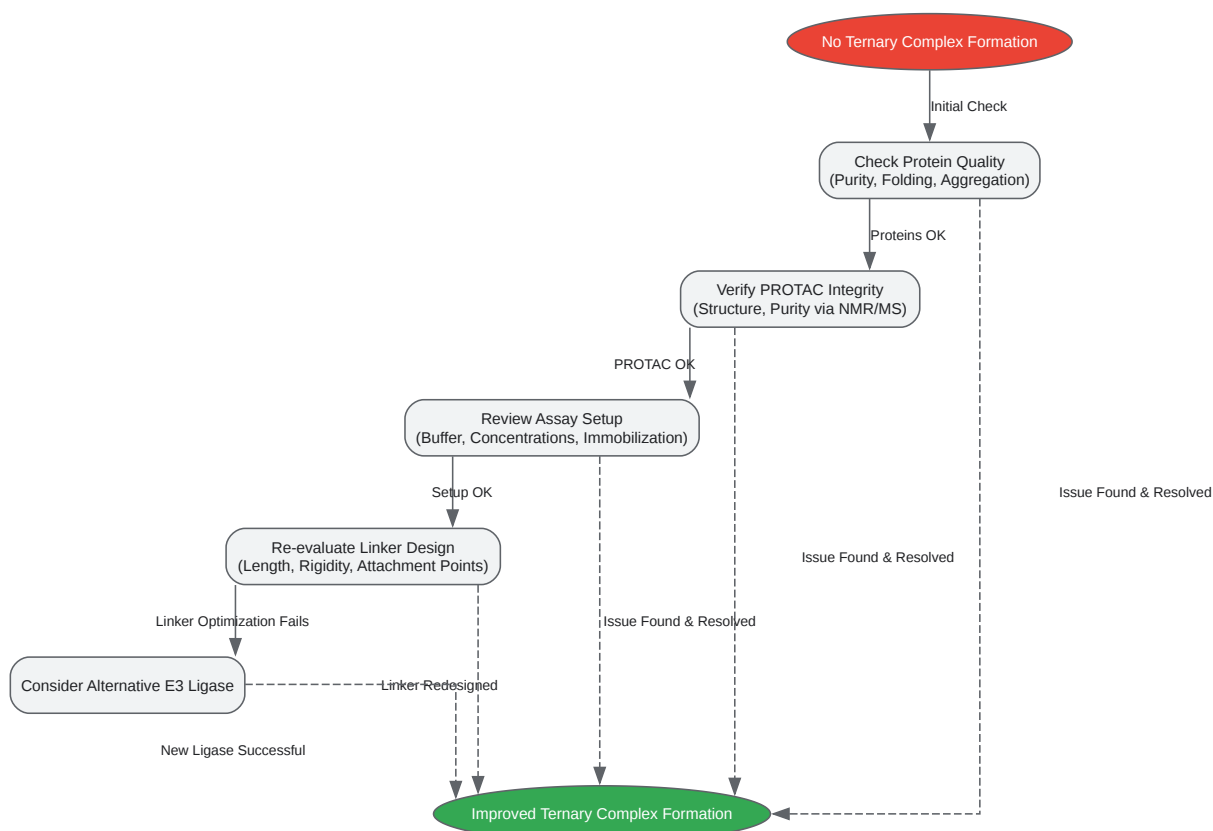 No Ternary Complex Formation
Initial Check
Check Protein Quality
(Purity, Folding, Aggregation)
Proteins OK
Verify PROTAC Integrity
(Structure, Purity via NMR/MS)
PROTAC OK
Review Assay Setup
(Buffer, Concentrations, Immobilization)
Setup OK
Issue Found & Resolved
Re-evaluate Linker Design
(Length, Rigidity, Attachment Points)
Issue Found & Resolved
Linker Optimization Fails
Issue Found & Resolved
Consider Alternative E3 Ligase
Linker Redesigned
New Ligase Successful
Improved Ternary Complex Formation